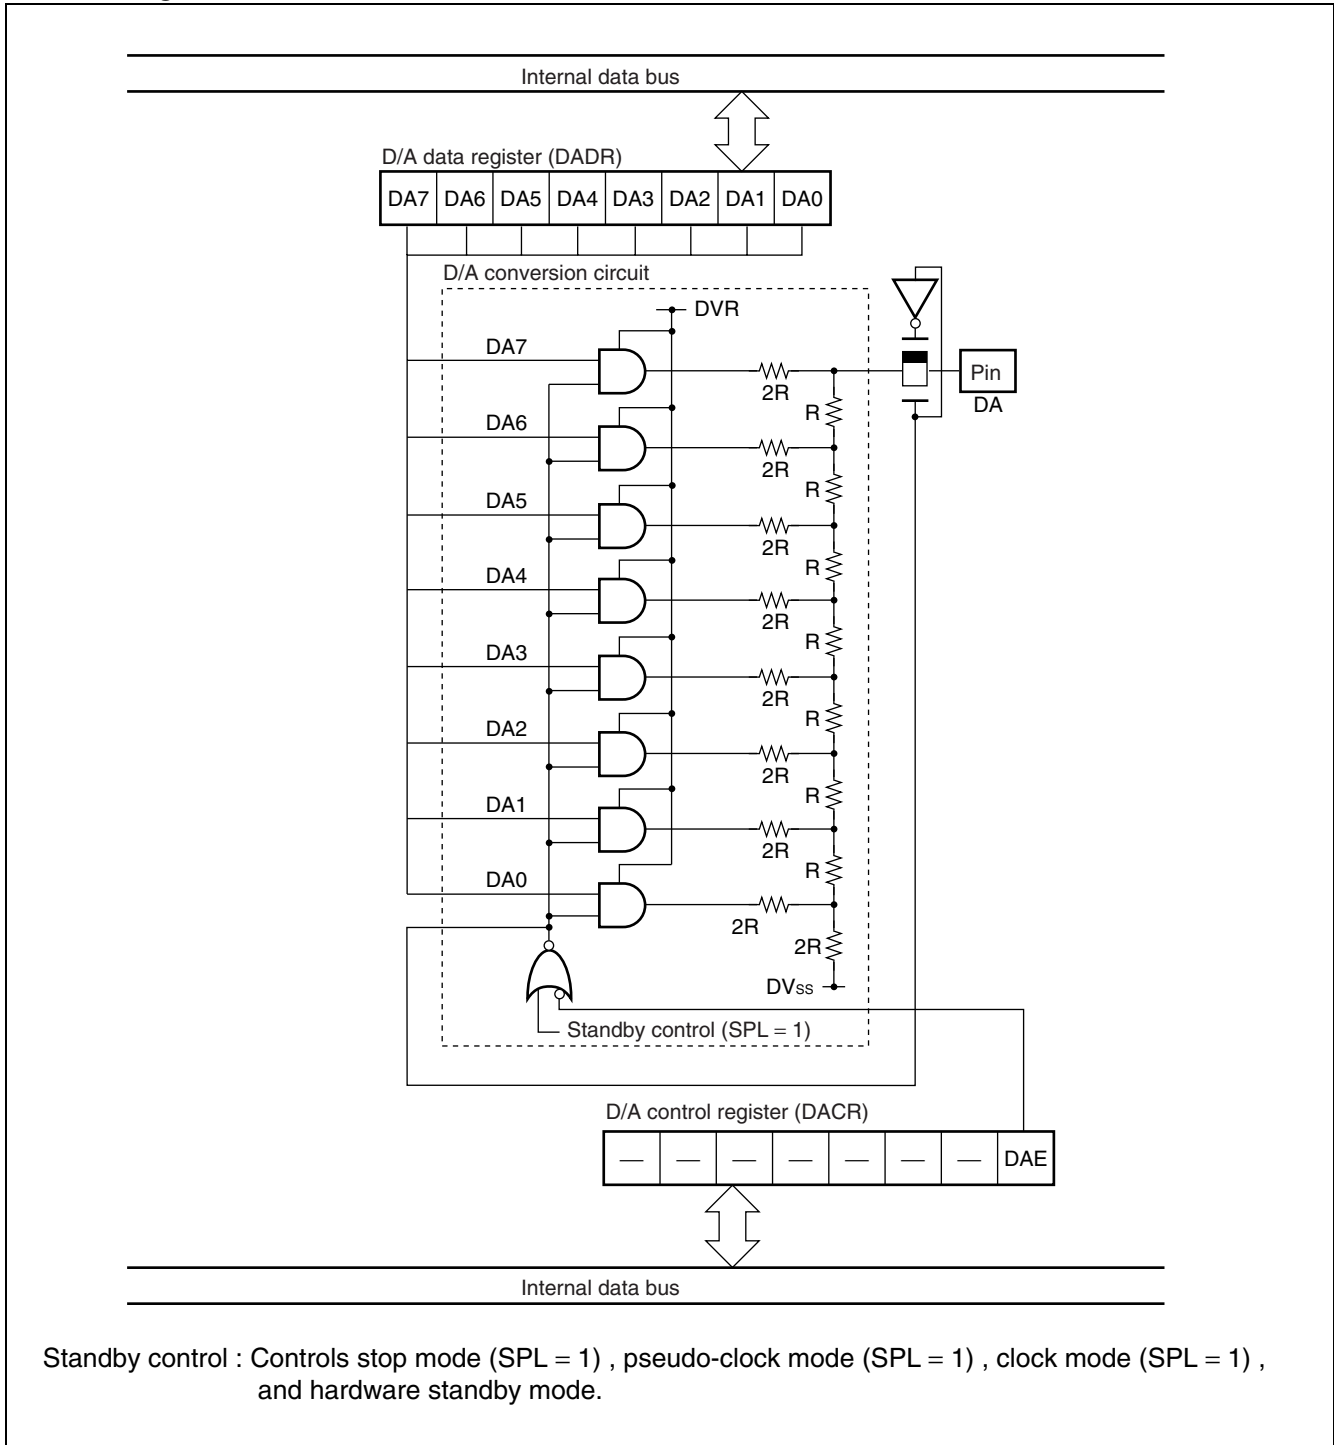 Internal data bus
D/A data register (DADR)
DA7 DA6 DA5 DA4 DA3 DA2 DA1 DA0
D/A conversion circuit
DVR
DA7
2R
R
Pin
DA
DA6
2R
R
DA5
2R
R
DA4
2R
R
DA3
2R
R
DA2
2R
R
DA1
2R
R
DA0
2R
2R
DVss
Standby control (SPL = 1)
D/A control register (DACR)
— — — — — — — DAE
Internal data bus
Standby control : Controls stop mode (SPL = 1) , pseudo-clock mode (SPL = 1) , clock mode (SPL = 1) ,
and hardware standby mode.